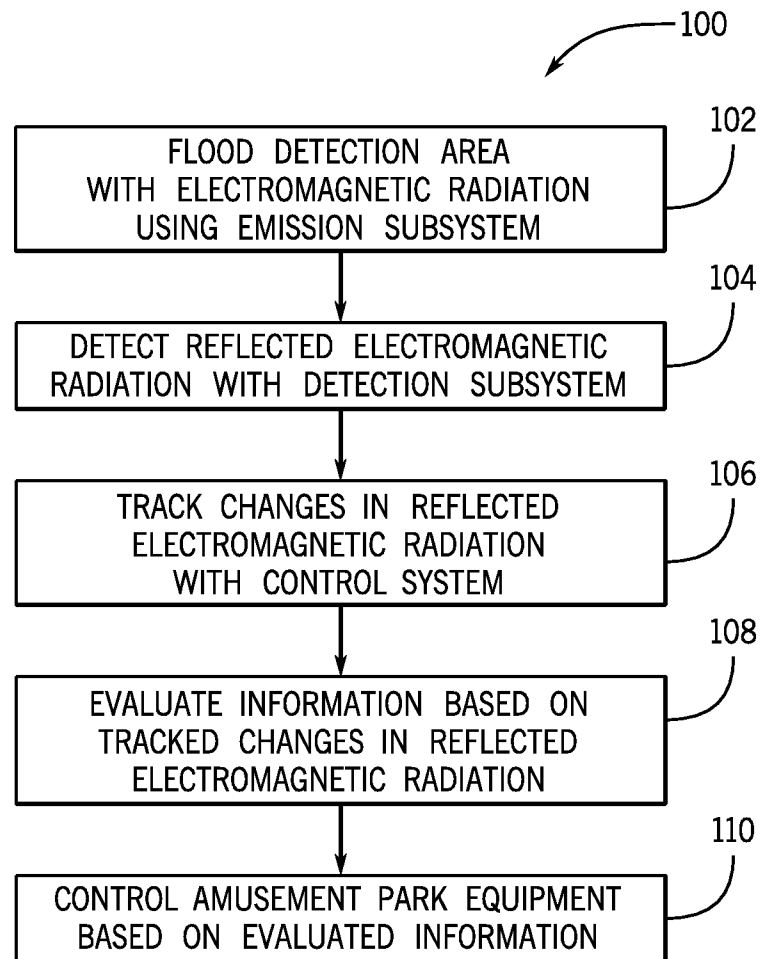 100
102
FLOOD DETECTION AREA
WITH ELECTROMAGNETIC RADIATION
USING EMISSION SUBSYSTEM
104
DETECT REFLECTED ELECTROMAGNETIC
RADIATION WITH DETECTION SUBSYSTEM
106
TRACK CHANGES IN REFLECTED
ELECTROMAGNETIC RADIATION
WITH CONTROL SYSTEM
108
EVALUATE INFORMATION BASED ON
TRACKED CHANGES IN REFLECTED
ELECTROMAGNETIC RADIATION
110
CONTROL AMUSEMENT PARK EQUIPMENT
BASED ON EVALUATED INFORMATION